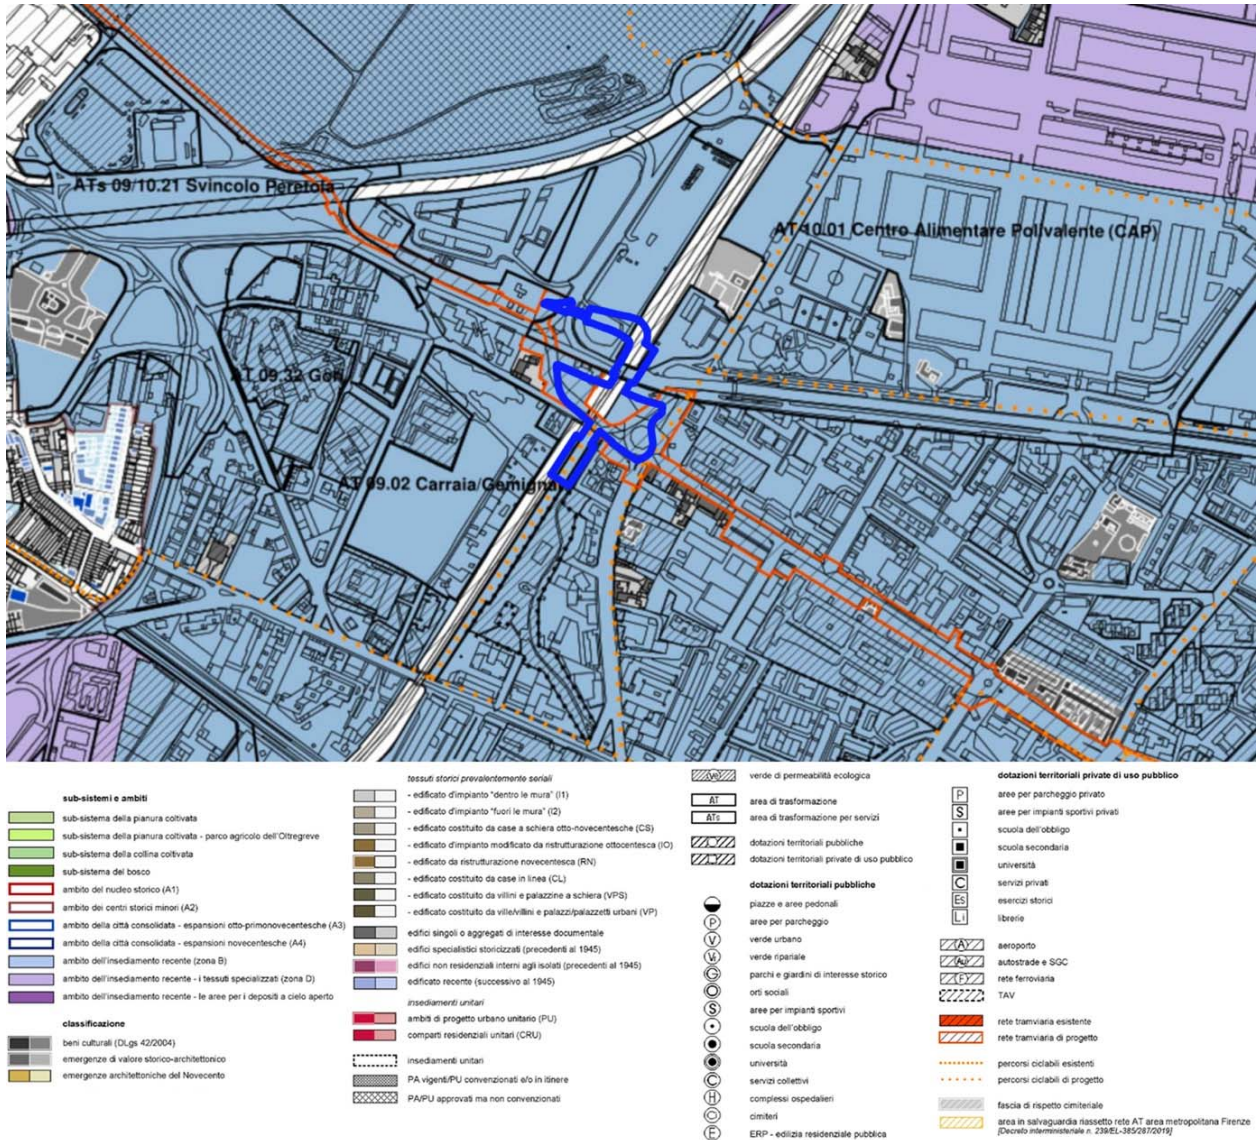 ATs 09/10.21 Svincolo Peretola
AT 10.01 Centro Alimentare Polivalente (CAP)
AT 09.32 Gori
AT 09.02 Carraia/Gemigna
sub-sistemi e ambiti
sub-sistema della pianura coltivata
sub-sistema della pianura coltivata - parco agricolo dell'Oltregreve
sub-sistema della collina coltivata
sub-sistema del bosco
ambito del nucleo storico (A1)
ambito dei centri storici minori (A2)
ambito della città consolidata - espansioni otto-primonovecentesche (A3)
ambito della città consolidata - espansioni novecentesche (A4)
ambito dell'insediamento recente (zona B)
ambito dell'insediamento recente - i tessuti specializzati (zona D)
ambito dell'insediamento recente - le aree per i depositi a cielo aperto
classificazione
beni culturali (DLgs 42/2004)
emergenze di valore storico-architettonico
emergenze architettoniche del Novecento
tessuti storici prevalentemente seriali
- edificato d'impianto "dentro le mura" (I1)
- edificato d'impianto "fuori le mura" (I2)
- edificato costituito da case a schiera otto-novecentesche (CS)
- edificato d'impianto modificato da ristrutturazione ottocentesca (IO)
- edificato da ristrutturazione novecentesca (RN)
- edificato costituito da case in linea (CL)
- edificato costituito da villini e palazzine a schiera (VPS)
- edificato costituito da ville/villini e palazzi/palazzetti urbani (VP)
edifici singoli o aggregati di interesse documentale
edifici specialistici storicizzati (precedenti al 1945)
edifici non residenziali interni agli isolati (precedenti al 1945)
edificato recente (successivo al 1945)
insediamenti unitari
ambiti di progetto urbano unitario (PU)
comparti residenziali unitari (CRU)
insediamenti unitari
PA vigenti/PU convenzionati e/o in itinere
PA/PU approvati ma non convenzionati
Ve verde di permeabilità ecologica
AT area di trasformazione
ATs area di trasformazione per servizi
dotazioni territoriali pubbliche
dotazioni territoriali private di uso pubblico
dotazioni territoriali pubbliche
piazze e aree pedonali
P aree per parcheggio
V verde urbano
Vr verde ripariale
G parchi e giardini di interesse storico
orti sociali
S aree per impianti sportivi
scuola dell'obbligo
scuola secondaria
università
C servizi collettivi
H complessi ospedalieri
cimiteri
E ERP - edilizia residenziale pubblica
dotazioni territoriali private di uso pubblico
P aree per parcheggio privato
S aree per impianti sportivi privati
scuola dell'obbligo
scuola secondaria
università
C servizi privati
Es esercizi storici
Li librerie
A aeroporto
Au autostrade e SGC
F rete ferroviaria
TAV
rete tramviaria esistente
rete tramviaria di progetto
percorsi ciclabili esistenti
percorsi ciclabili di progetto
fascia di rispetto cimiteriale
area in salvaguardia riassetto rete AT area metropolitana Firenze
[Decreto interministeriale n. 239/EL-385/287/2019]